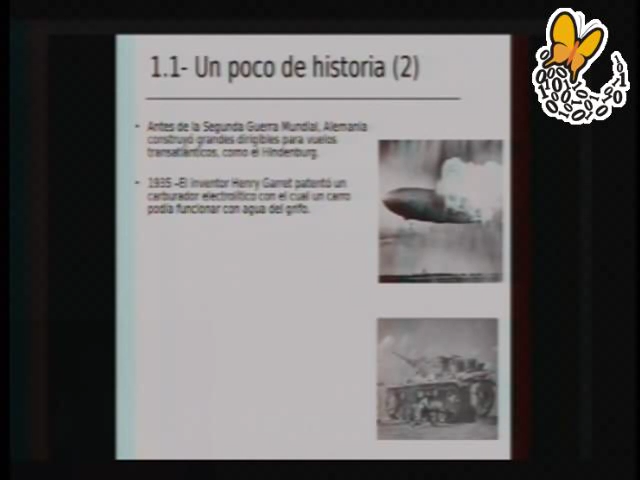 1.1- Un poco de historia (2)
• Antes de la Segunda Guerra Mundial, Alemania
construyó grandes dirigibles para vuelos
transatlánticos, como el Hindenburg.
• 1935 –El inventor Henry Garret patentó un
carburador electrolítico con el cual un carro
podía funcionar con agua del grifo.